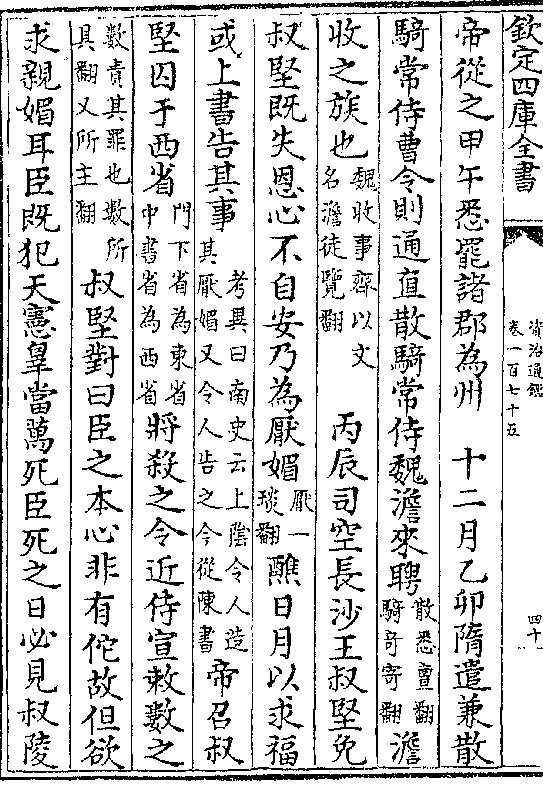 欽定四庫全書
資治通鑑
卷一百七十五
四十
帝從之甲午悉罷諸郡為州　十二月乙卯隋遣兼散
騎常侍曹令則通直散騎常侍魏澹來聘散悉亶翻騎奇寄翻澹
收之族也魏收事齊以文名澹徒覽翻　丙辰司空長沙王叔堅免
叔堅既失恩心不自安乃為厭媚厭一琰翻醮日月以求福
或上書告其事考異曰南史云上陰令人造其厭媚又令人告之今從陳書帝召叔
堅囚于西省門下省為東省中書省為西省將殺之令近侍宣敕數之
數責其罪也數所具翻又所主翻叔堅對曰臣之本心非有佗故但欲
求親媚耳臣既犯天憲辠當萬死臣死之日必見叔陵